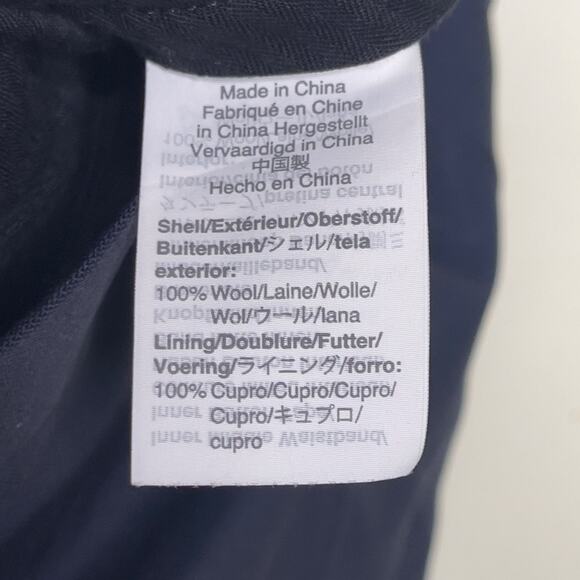 Made in China
Fabriqué en Chine
in China Hergestellt
Vervaardigd in China
中国製
Hecho en China
Shell/Extérieur/Oberstoff/
Buitenkant/シェル/tela
exterior:
100% Wool/Laine/Wolle/
Wol/ウール/lana
Lining/Doublure/Futter/
Voering/ライニング/forro:
100% Cupro/Cupro/Cupro/
Cupro/キュプロ/
cupro